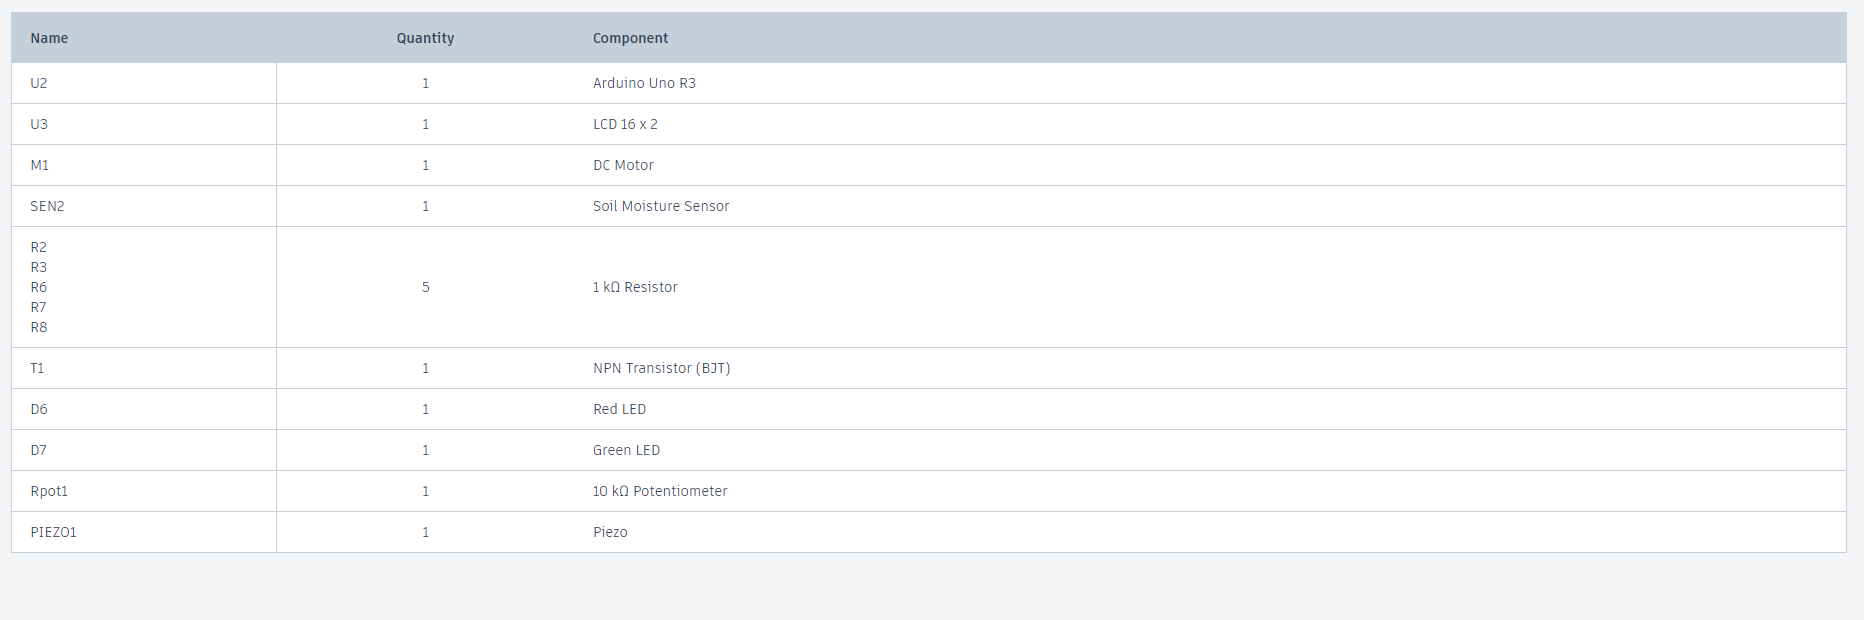 Name Quantity Component
U2 1 Arduino Uno R3
U3 1 LCD 16 x 2
M1 1 DC Motor
SEN2 1 Soil Moisture Sensor
R2
R3
R6 5 1 kΩ Resistor
R7
R8
T1 1 NPN Transistor (BJT)
D6 1 Red LED
D7 1 Green LED
Rpot1 1 10 kΩ Potentiometer
PIEZO1 1 Piezo